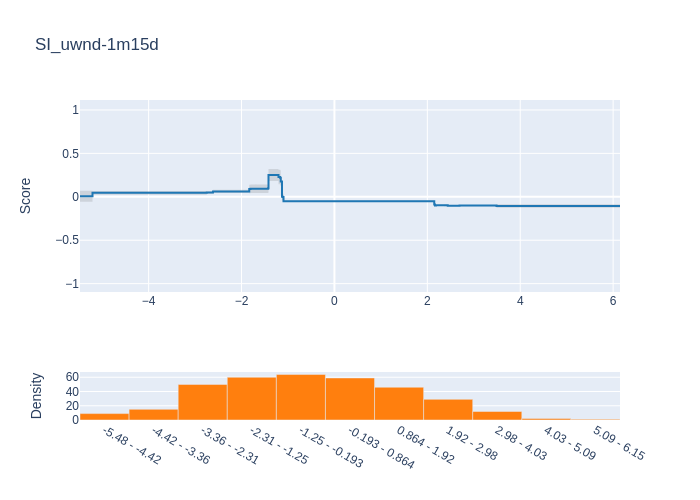 SI_uwnd-1m15d
Score
1
0.5
0
−0.5
−1
−4
−2
0
2
4
6
Density
60
40
20
0
-5.48 - -4.42
-4.42 - -3.36
-3.36 - -2.31
-2.31 - -1.25
-1.25 - -0.193
-0.193 - 0.864
0.864 - 1.92
1.92 - 2.98
2.98 - 4.03
4.03 - 5.09
5.09 - 6.15